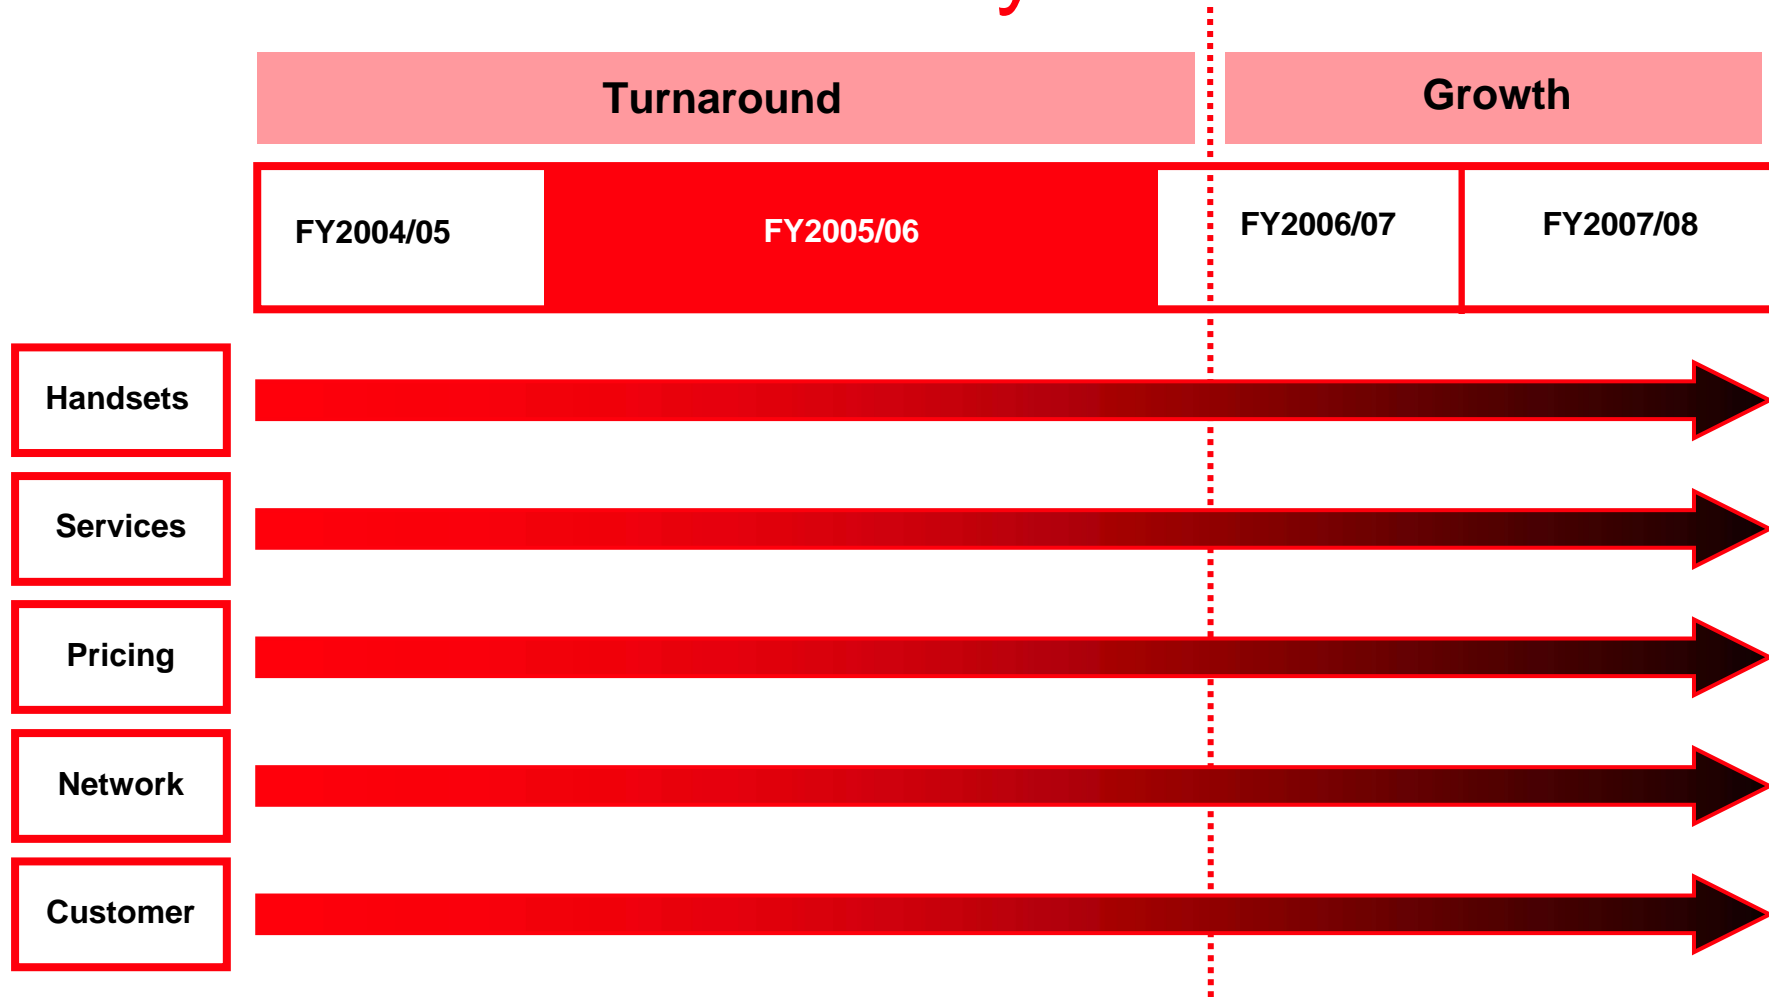 Turnaround
Growth
FY2004/05
FY2005/06
FY2006/07
FY2007/08
Handsets
Services
Pricing
Network
Customer